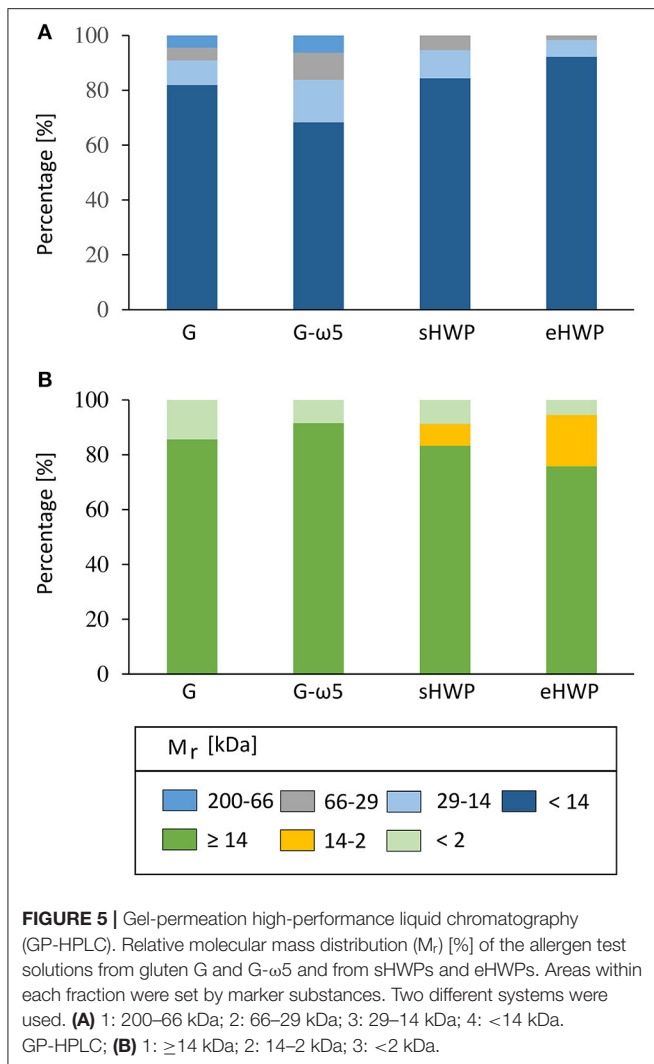 A
Percentage [%]
100
80
60
40
20
0
G G-ω5 sHWP eHWP
B
Percentage [%]
100
80
60
40
20
0
G G-ω5 sHWP eHWP
Mr [kDa]
200-66 66-29 29-14 < 14
≥ 14 14-2 < 2
FIGURE 5 | Gel-permeation high-performance liquid chromatography
(GP-HPLC). Relative molecular mass distribution (Mr) [%] of the allergen test
solutions from gluten G and G-ω5 and from sHWPs and eHWPs. Areas within
each fraction were set by marker substances. Two different systems were
used. (A) 1: 200–66 kDa; 2: 66–29 kDa; 3: 29–14 kDa; 4: <14 kDa.
GP-HPLC; (B) 1: ≥14 kDa; 2: 14–2 kDa; 3: <2 kDa.